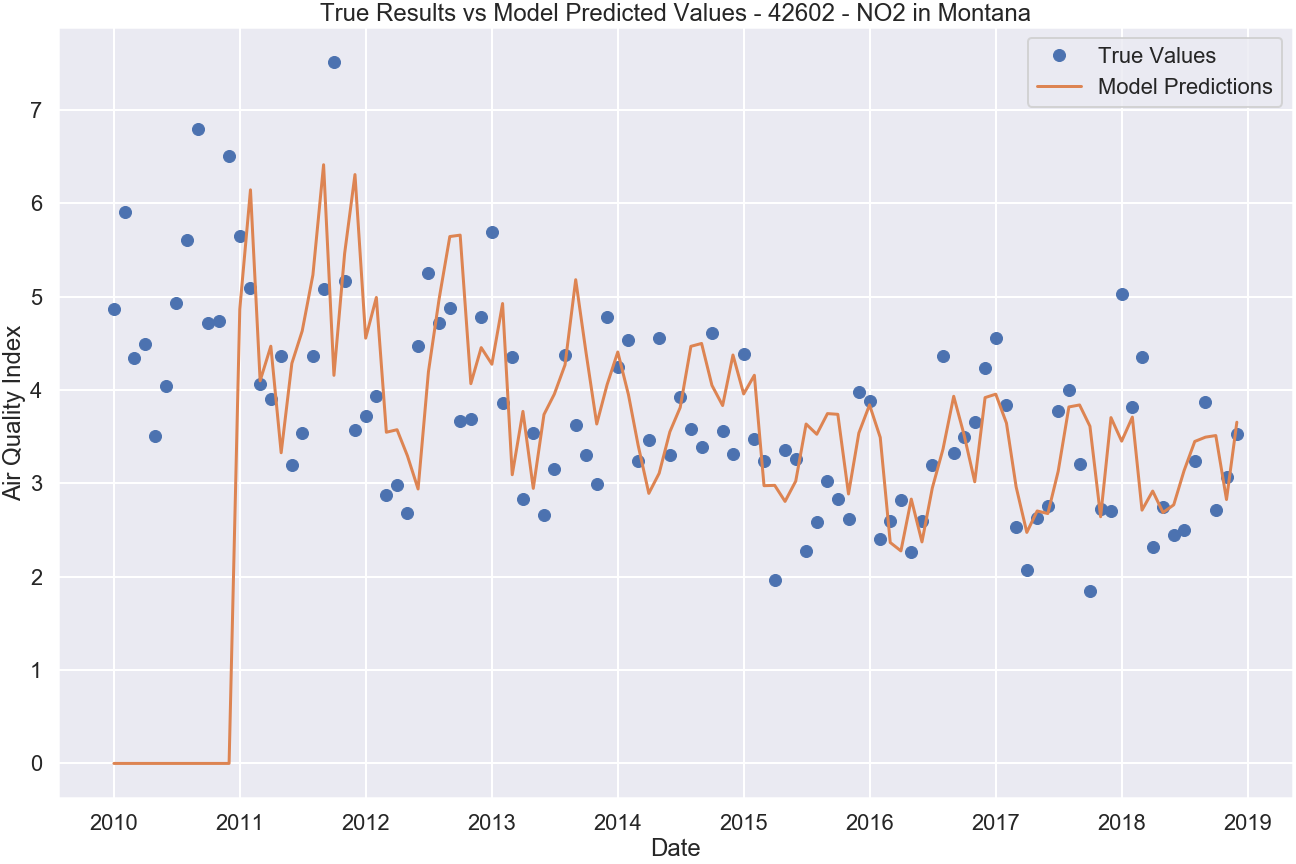 True Results vs Model Predicted Values - 42602 - NO2 in Montana
True Values
Model Predictions
Air Quality Index
7
6
5
4
3
2
1
0
2010 2011 2012 2013 2014 2015 2016 2017 2018 2019
Date